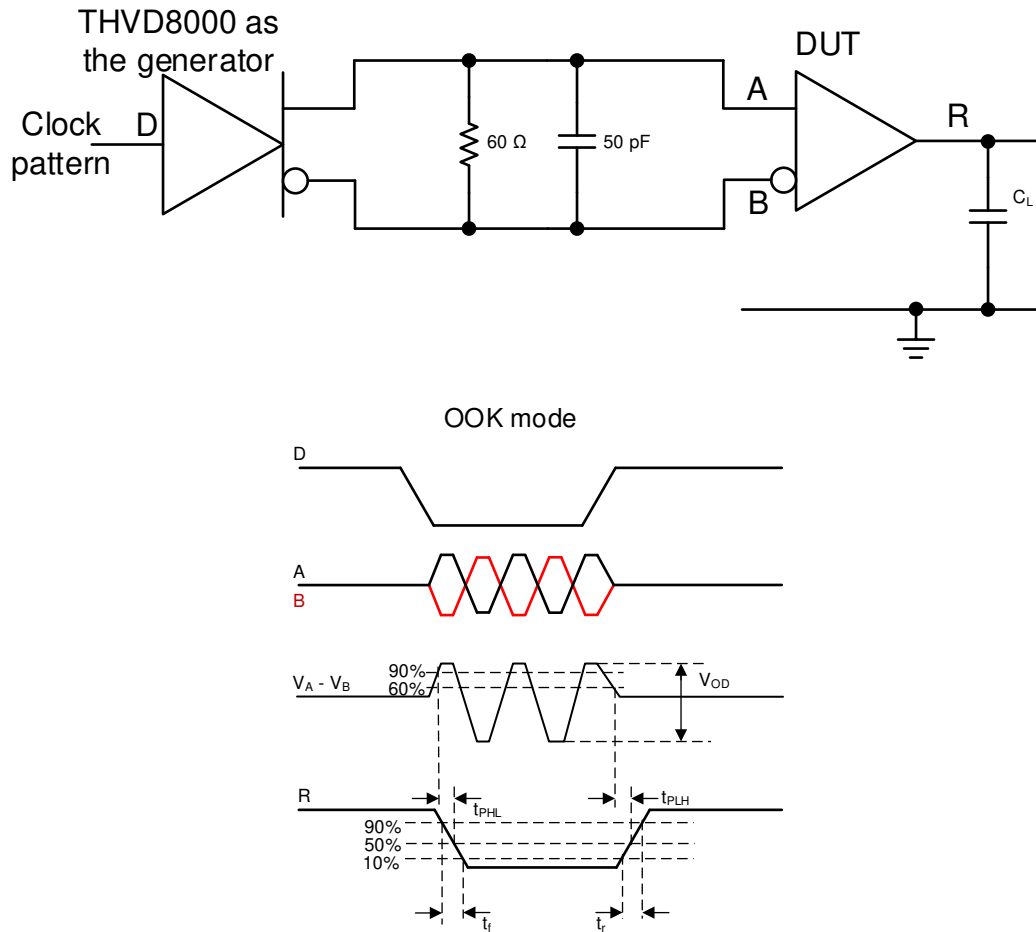 THVD8000 as
the generator
DUT
Clock
pattern
D
60 Ω
50 pF
A
B
R
CL
OOK mode
D
A
B
VA - VB
90%
60%
VOD
R
tPHL
tPLH
90%
50%
10%
tf
tr